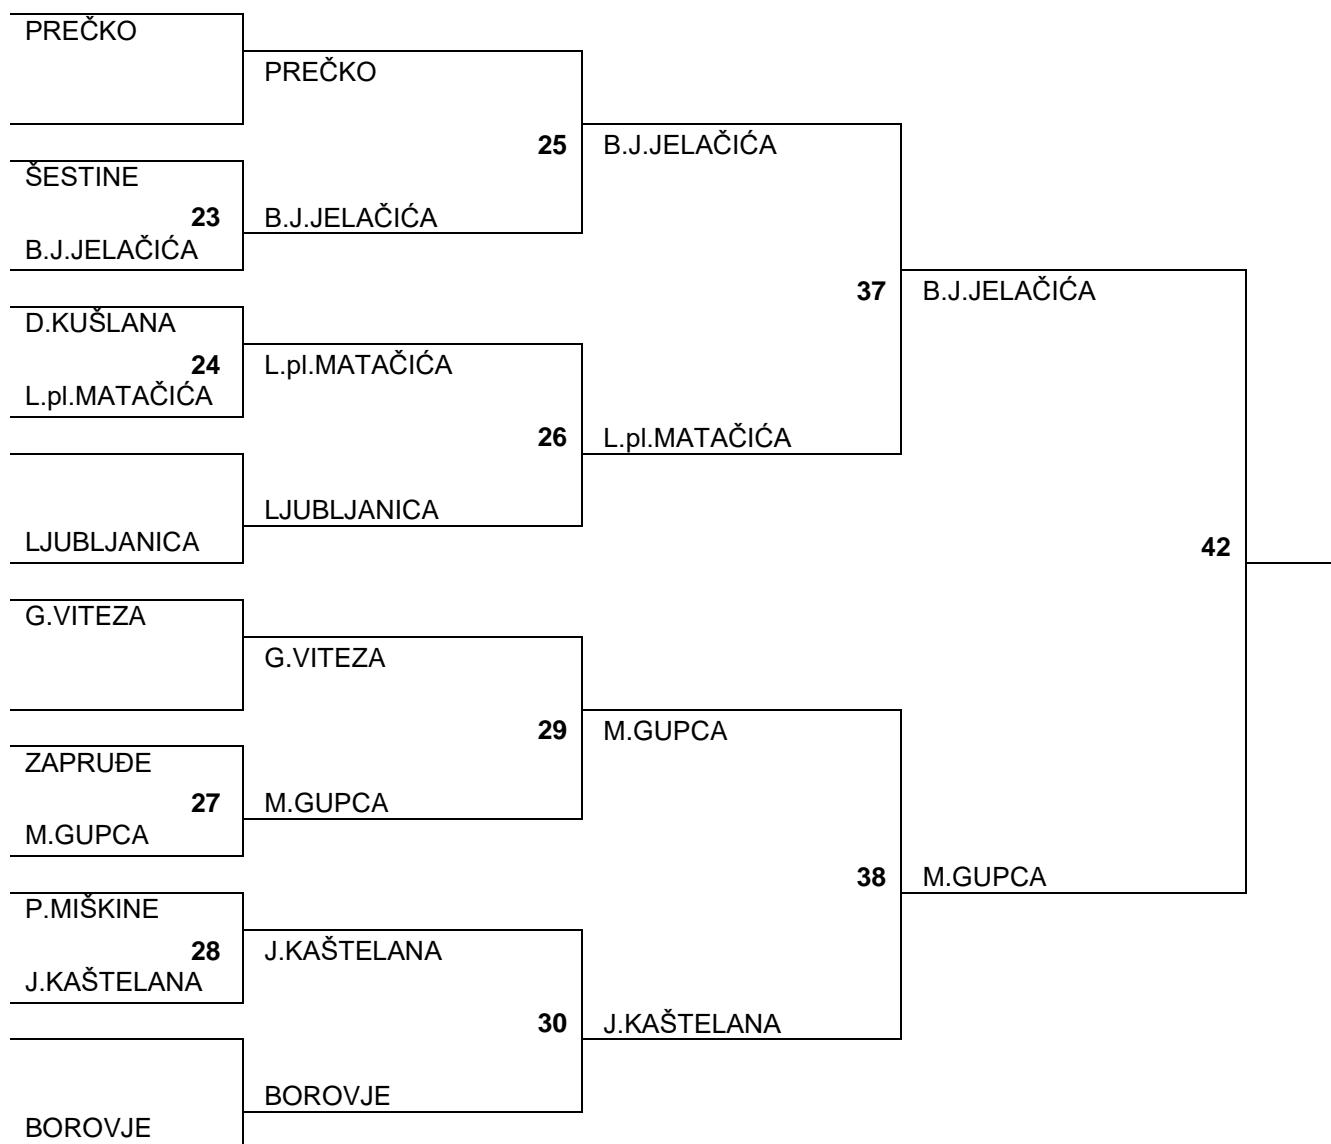 PREČKO
PREČKO
25
B.J.JELAČIĆA
ŠESTINE
23
B.J.JELAČIĆA
B.J.JELAČIĆA
37
B.J.JELAČIĆA
D.KUŠLANA
24
L.pl.MATAČIĆA
L.pl.MATAČIĆA
26
L.pl.MATAČIĆA
LJUBLJANICA
LJUBLJANICA
42
G.VITEZA
G.VITEZA
29
M.GUPCA
ZAPRUĐE
27
M.GUPCA
M.GUPCA
38
M.GUPCA
P.MIŠKINE
28
J.KAŠTELANA
J.KAŠTELANA
30
J.KAŠTELANA
BOROVJE
BOROVJE